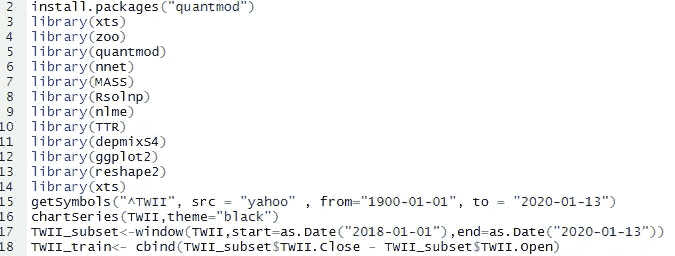 2 install.packages("quantmod")
3 library(xts)
4 library(zoo)
5 library(quantmod)
6 library(nnet)
7 library(MASS)
8 library(Rsolnp)
9 library(nlme)
10 library(TTR)
11 library(depmixS4)
12 library(ggplot2)
13 library(reshape2)
14 library(xts)
15 getSymbols("^TWII", src = "yahoo" , from="1900-01-01", to = "2020-01-13")
16 chartSeries(TWII,theme="black")
17 TWII_subset<-window(TWII,start=as.Date("2018-01-01"),end=as.Date("2020-01-13"))
18 TWII_train<- cbind(TWII_subset$TWII.Close - TWII_subset$TWII.Open)